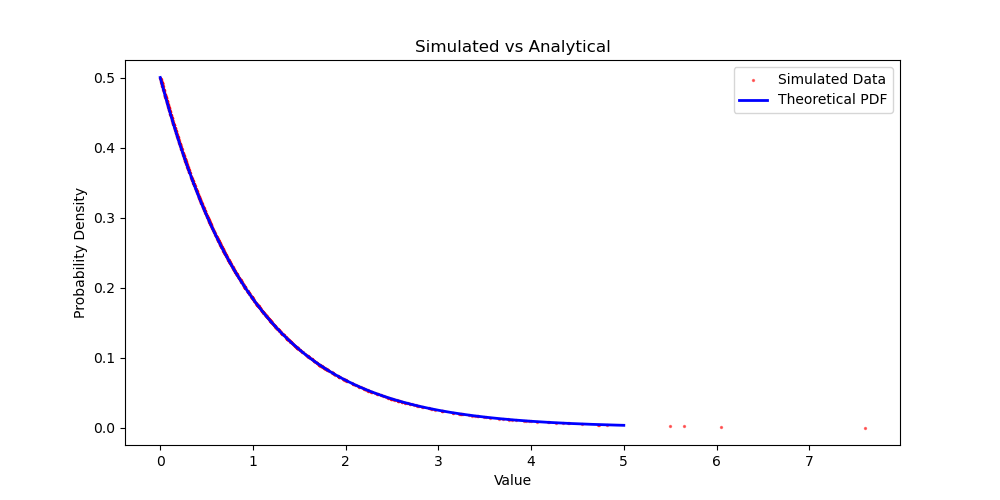 Simulated vs Analytical
Simulated Data
Theoretical PDF
Probability Density
0.5
0.4
0.3
0.2
0.1
0.0
0 1 2 3 4 5 6 7
Value